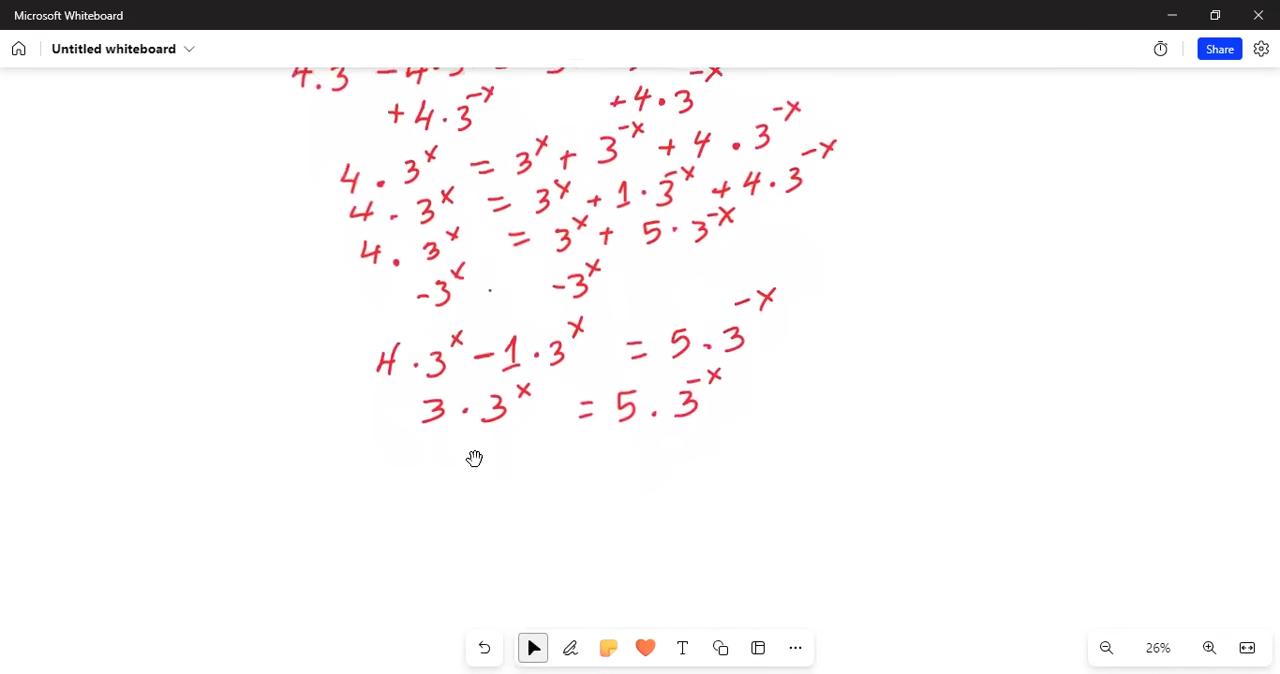 Microsoft Whiteboard
Untitled whiteboard
Share
+ 4 · 3^-x + 4 · 3^-x
4 · 3^x = 3^x + 3^-x + 4 · 3^-x
4 · 3^x = 3^x + 1 · 3^-x + 4 · 3^-x
4 · 3^x = 3^x + 5 · 3^-x
-3^x -3^x
4 · 3^x - 1 · 3^x = 5 · 3^-x
3 · 3^x = 5 · 3^-x
T
26%